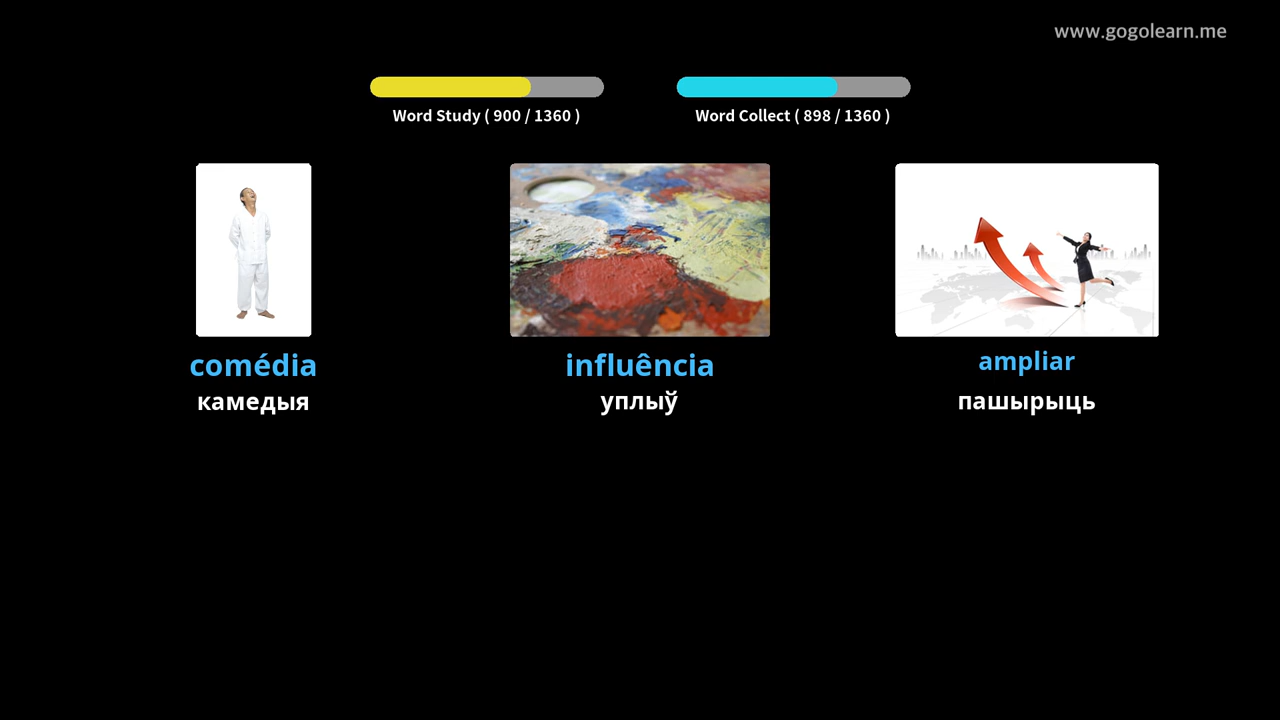 www.gogolearn.me
Word Study ( 900 / 1360 )
Word Collect ( 898 / 1360 )
comédia
камедыя
influência
уплыў
ampliar
пашырыць